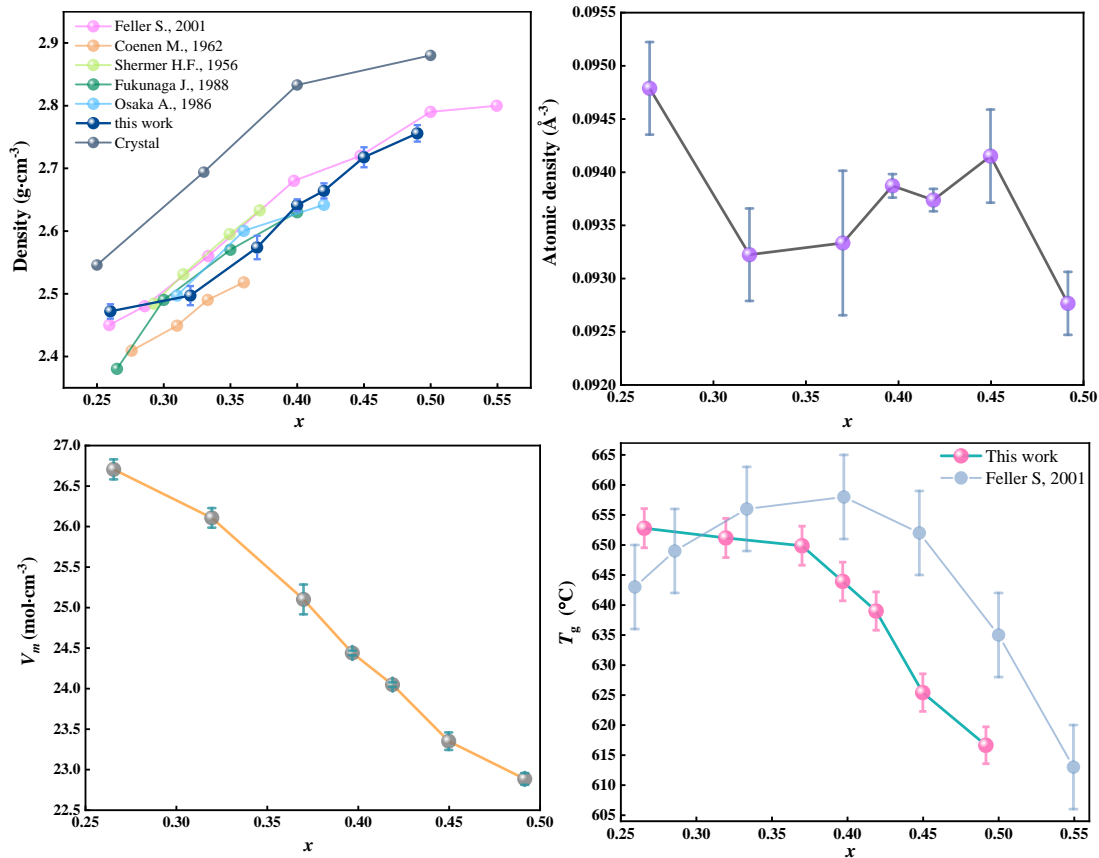 Feller S., 2001
Coenen M., 1962
Shermer H.F., 1956
Fukunaga J., 1988
Osaka A., 1986
this work
Crystal
2.9
2.8
2.7
2.6
2.5
2.4
Density (g·cm⁻³)
0.25 0.30 0.35 0.40 0.45 0.50 0.55
x
0.0955
0.0950
0.0945
0.0940
0.0935
0.0930
0.0925
0.0920
Atomic density (Å⁻³)
0.25 0.30 0.35 0.40 0.45 0.50
x
27.0
26.5
26.0
25.5
25.0
24.5
24.0
23.5
23.0
22.5
Vₘ (mol·cm⁻³)
0.25 0.30 0.35 0.40 0.45 0.50
x
This work
Feller S, 2001
665
660
655
650
645
640
635
630
625
620
615
610
605
T_g (°C)
0.25 0.30 0.35 0.40 0.45 0.50 0.55
x